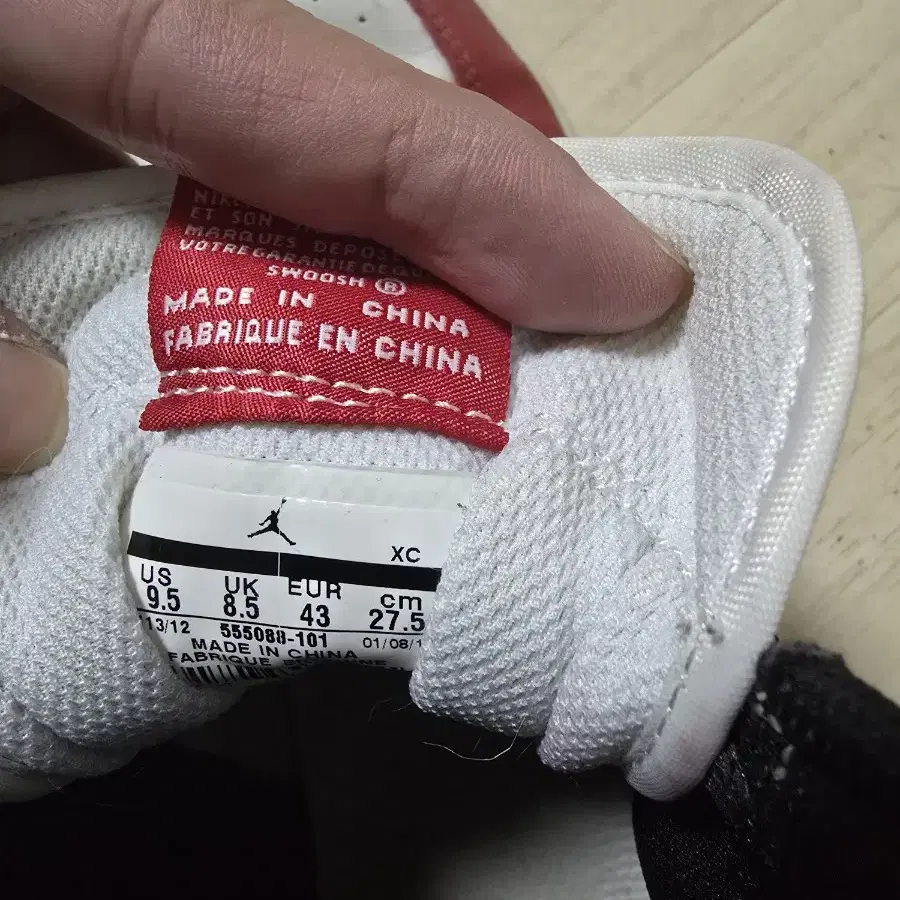 ET SON
MARQUES
VOTRE GARANTIE DE
SWOOSH ®
MADE IN CHINA
FABRIQUE EN CHINA
XC
US UK EUR cm
9.5 8.5 43 27.5
13/12 555088-101 01/08/1
MADE IN CHINA
FABRIQUE